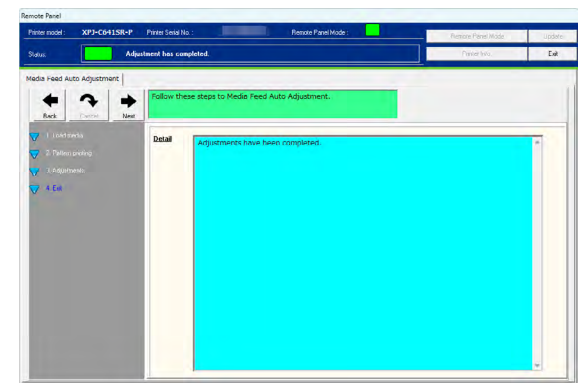 Remote Panel
Printer model : XPJ-C641SR-P Printer Serial No. : Remote Panel Mode :
Remote Panel Mode Update
Status: Adjustment has completed.
Panel Info. Exit
Media Feed Auto Adjustment
Back Center Next
Follow these steps to Media Feed Auto Adjustment.
1. Load media
2. Pattern printing
3. Adjustments
4. Exit
Detail
Adjustments have been completed.